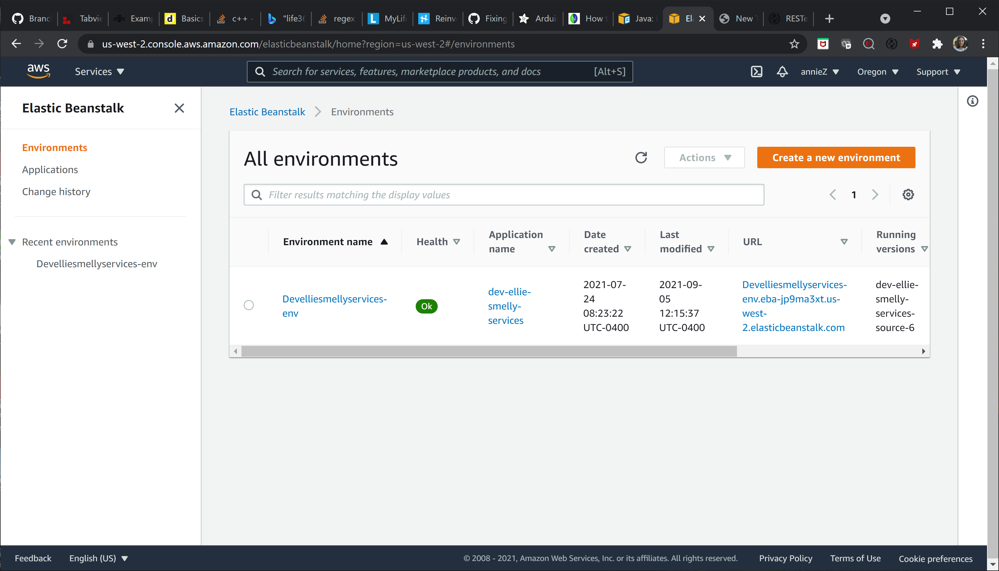 Branc
Tabvie
Examp
Basics
c++ -
"life36
regex
MyLife
Reinve
Fixing
Ardui
How t
Java:
El
New T
RESTe
us-west-2.console.aws.amazon.com/elasticbeanstalk/home?region=us-west-2#/environments
aws
Services
Search for services, features, marketplace products, and docs
[Alt+S]
annieZ
Oregon
Support
Elastic Beanstalk
Environments
Applications
Change history
Recent environments
Develliesmellyservices-env
Elastic Beanstalk
Environments
All environments
Actions
Create a new environment
Filter results matching the display values
1
Environment name
Health
Application
name
Date
created
Last
modified
URL
Running
versions
Develliesmellyservices-
env
Ok
dev-ellie-
smelly-
services
2021-07-
24
08:23:22
UTC-0400
2021-09-
05
12:15:37
UTC-0400
Develliesmellyservices-
env.eba-jp9ma3xt.us-
west-
2.elasticbeanstalk.com
dev-ellie-
smelly-
services-
source-6
Feedback
English (US)
© 2008 - 2021, Amazon Web Services, Inc. or its affiliates. All rights reserved.
Privacy Policy
Terms of Use
Cookie preferences